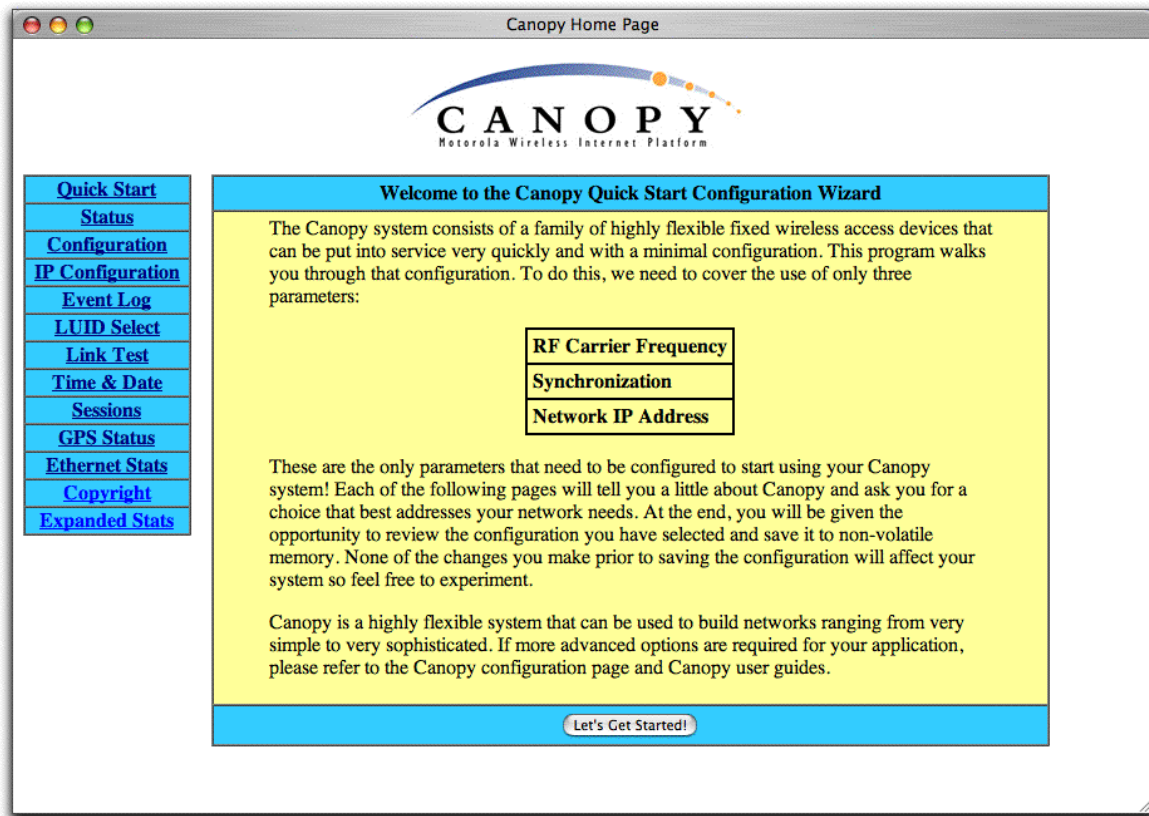 Canopy Home Page
CANOPY
Motorola Wireless Internet Platform
Quick Start
Status
Configuration
IP Configuration
Event Log
LUID Select
Link Test
Time & Date
Sessions
GPS Status
Ethernet Stats
Copyright
Expanded Stats
Welcome to the Canopy Quick Start Configuration Wizard
The Canopy system consists of a family of highly flexible fixed wireless access devices that
can be put into service very quickly and with a minimal configuration. This program walks
you through that configuration. To do this, we need to cover the use of only three
parameters:
RF Carrier Frequency
Synchronization
Network IP Address
These are the only parameters that need to be configured to start using your Canopy
system! Each of the following pages will tell you a little about Canopy and ask you for a
choice that best addresses your network needs. At the end, you will be given the
opportunity to review the configuration you have selected and save it to non-volatile
memory. None of the changes you make prior to saving the configuration will affect your
system so feel free to experiment.
Canopy is a highly flexible system that can be used to build networks ranging from very
simple to very sophisticated. If more advanced options are required for your application,
please refer to the Canopy configuration page and Canopy user guides.
Let's Get Started!